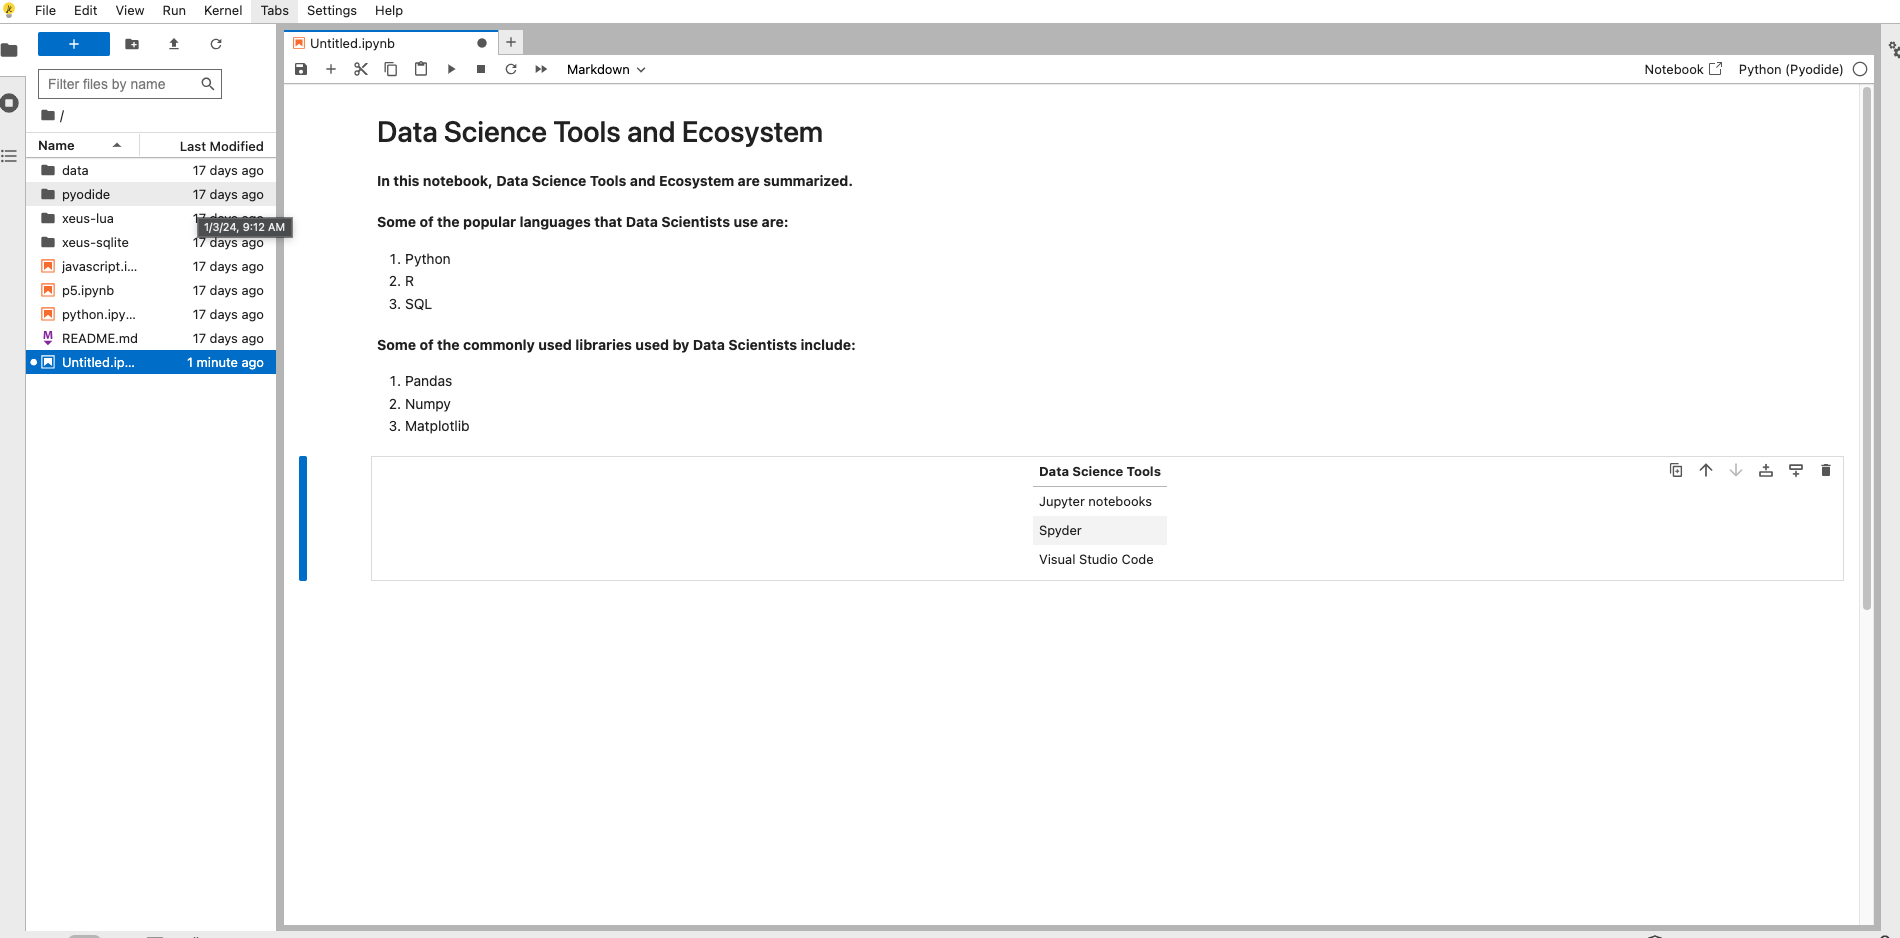 File Edit View Run Kernel Tabs Settings Help
Untitled.ipynb
Markdown
Notebook
Python (Pyodide)
Filter files by name
/
Name Last Modified
data 17 days ago
pyodide 17 days ago
xeus-lua
1/3/24, 9:12 AM
xeus-sqlite 17 days ago
javascript.i... 17 days ago
p5.ipynb 17 days ago
python.ipy... 17 days ago
README.md 17 days ago
Untitled.ip... 1 minute ago
Data Science Tools and Ecosystem
In this notebook, Data Science Tools and Ecosystem are summarized.
Some of the popular languages that Data Scientists use are:
1. Python
2. R
3. SQL
Some of the commonly used libraries used by Data Scientists include:
1. Pandas
2. Numpy
3. Matplotlib
Data Science Tools
Jupyter notebooks
Spyder
Visual Studio Code